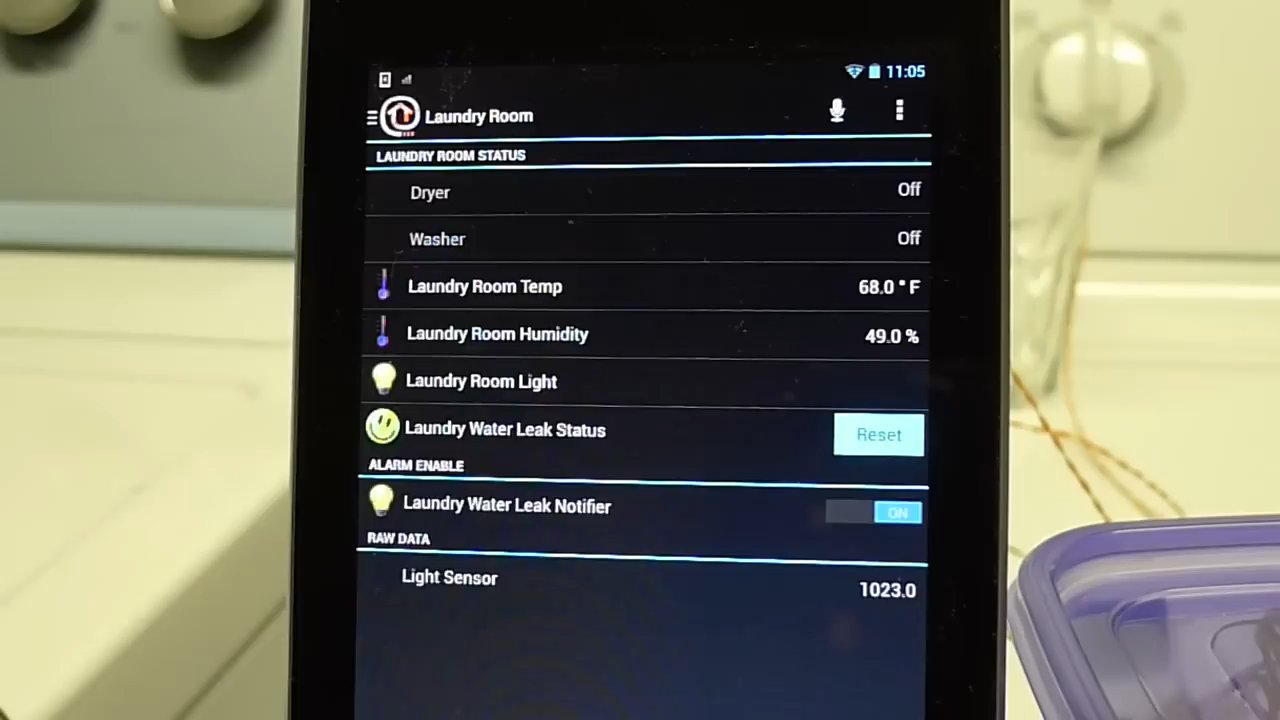 11:05
Laundry Room
LAUNDRY ROOM STATUS
Dryer Off
Washer Off
Laundry Room Temp 68.0 ° F
Laundry Room Humidity 49.0 %
Laundry Room Light
Laundry Water Leak Status Reset
ALARM ENABLE
Laundry Water Leak Notifier ON
RAW DATA
Light Sensor 1023.0